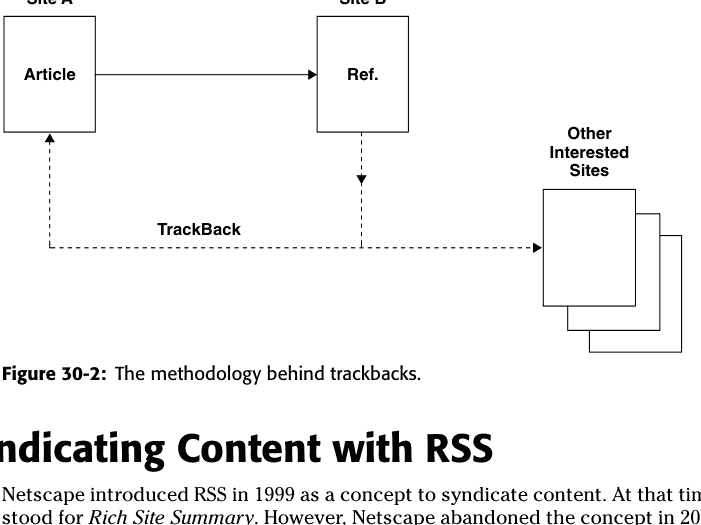 Site A Site B
Article Ref.
Other
Interested
Sites
TrackBack
Figure 30-2: The methodology behind trackbacks.
ndicating Content with RSS
Netscape introduced RSS in 1999 as a concept to syndicate content. At that tim
stood for Rich Site Summary. However, Netscape abandoned the concept in 20